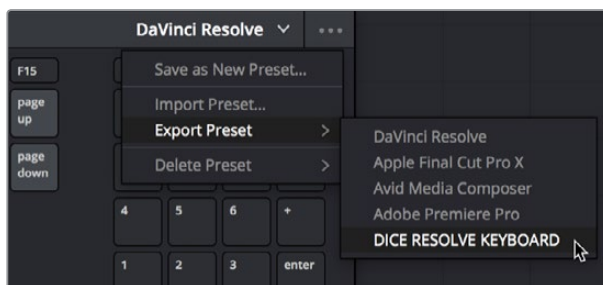 DaVinci Resolve
F15
Save as New Preset...
page
up
Import Preset...
Export Preset >
DaVinci Resolve
page
down
Delete Preset >
Apple Final Cut Pro X
Avid Media Composer
4 5 6 +
Adobe Premiere Pro
DICE RESOLVE KEYBOARD
1 2 3 enter